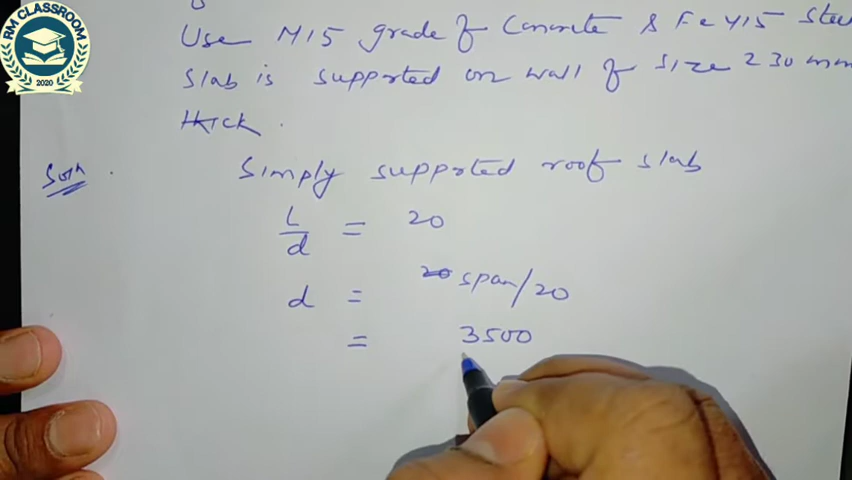 RM CLASSROOM
2020
Use M15 grade of Concrete & Fe 415 steel
Slab is supported on wall of size 230 mm
thick.
Soln.
Simply supported roof slab
L/d = 20
d = span/20
= 3500